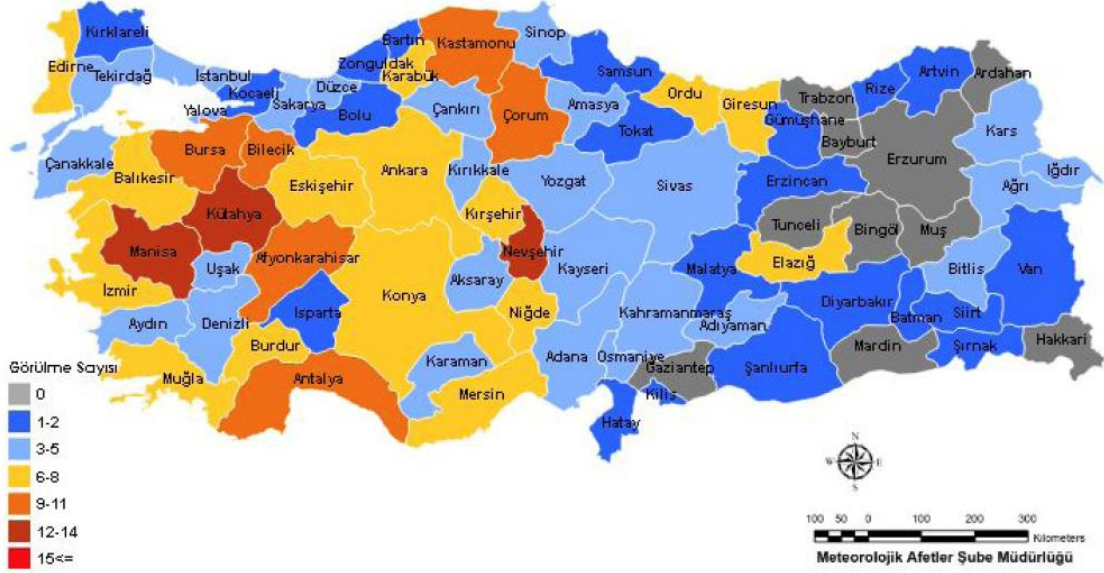 Kırklareli
Edirne
Tekirdağ
İstanbul
Kocaeli
Yalova
Sakarya
Düzce
Bolu
Zonguldak
Bartın
Karabük
Kastamonu
Sinop
Çankırı
Çorum
Samsun
Amasya
Tokat
Ordu
Giresun
Trabzon
Gümüşhane
Bayburt
Rize
Artvin
Ardahan
Kars
Iğdır
Ağrı
Erzurum
Erzincan
Çanakkale
Balıkesir
Bursa
Bilecik
Eskişehir
Ankara
Kırıkkale
Yozgat
Sivas
Kütahya
Manisa
Uşak
Afyonkarahisar
Kırşehir
Nevşehir
Aksaray
Kayseri
Tunceli
Bingöl
Muş
Elazığ
Malatya
Bitlis
Van
İzmir
Aydın
Denizli
Isparta
Burdur
Konya
Niğde
Kahramanmaraş
Adıyaman
Diyarbakır
Batman
Siirt
Şırnak
Hakkari
Mardin
Muğla
Antalya
Karaman
Mersin
Adana
Osmaniye
Gaziantep
Kilis
Şanlıurfa
Hatay
Görülme Sayısı
0
1-2
3-5
6-8
9-11
12-14
15<=
N
W E
S
100 50 0 100 200 300
Kilometers
Meteorolojik Afetler Şube Müdürlüğü